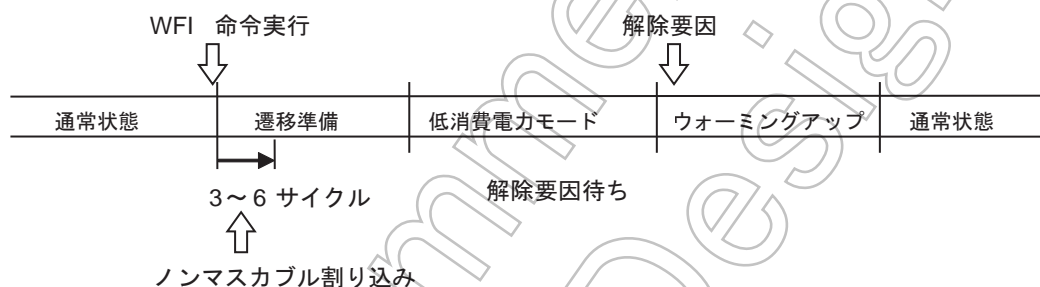 WFI 命令実行
解除要因
通常状態
遷移準備
低消費電力モード
ウォーミングアップ
通常状態
3～6 サイクル
解除要因待ち
ノンマスカブル割り込み